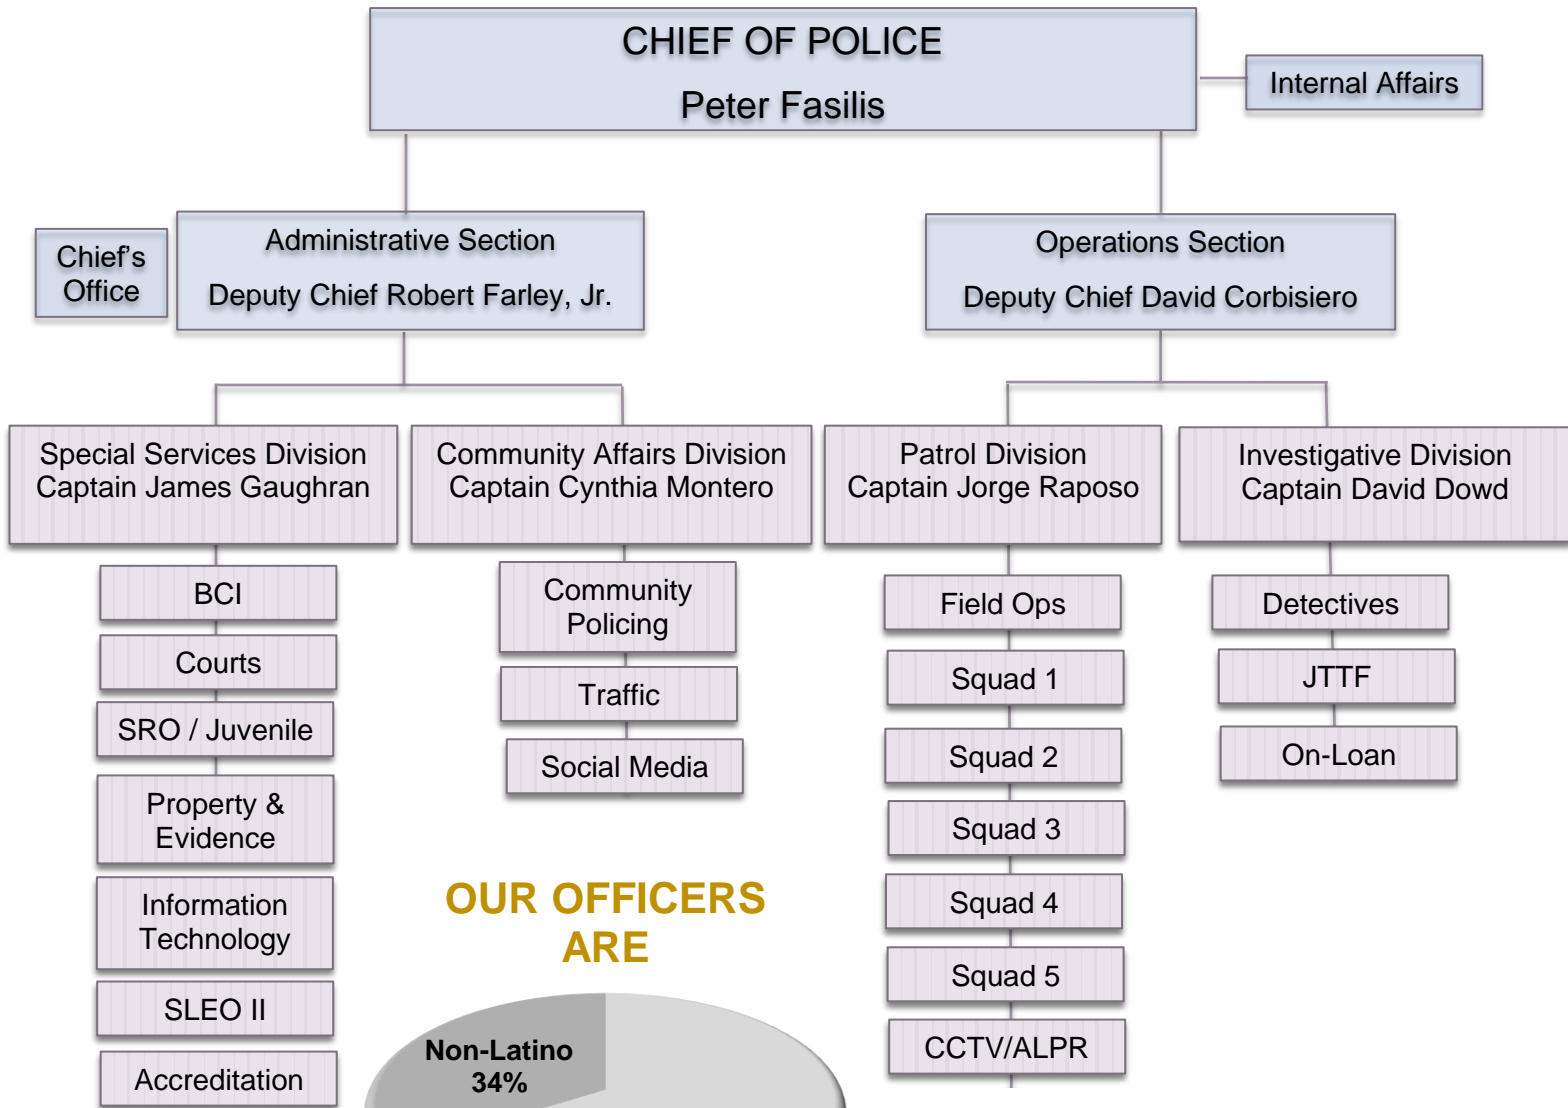 CHIEF OF POLICE
Peter Fasilis
Internal Affairs
Chief's
Office
Administrative Section
Deputy Chief Robert Farley, Jr.
Operations Section
Deputy Chief David Corbisiero
Special Services Division
Captain James Gaughran
Community Affairs Division
Captain Cynthia Montero
Patrol Division
Captain Jorge Raposo
Investigative Division
Captain David Dowd
BCI
Courts
SRO / Juvenile
Property &
Evidence
Information
Technology
SLEO II
Accreditation
Community
Policing
Traffic
Social Media
Field Ops
Squad 1
Squad 2
Squad 3
Squad 4
Squad 5
CCTV/ALPR
Detectives
JTTF
On-Loan
OUR OFFICERS
ARE
Non-Latino
34%